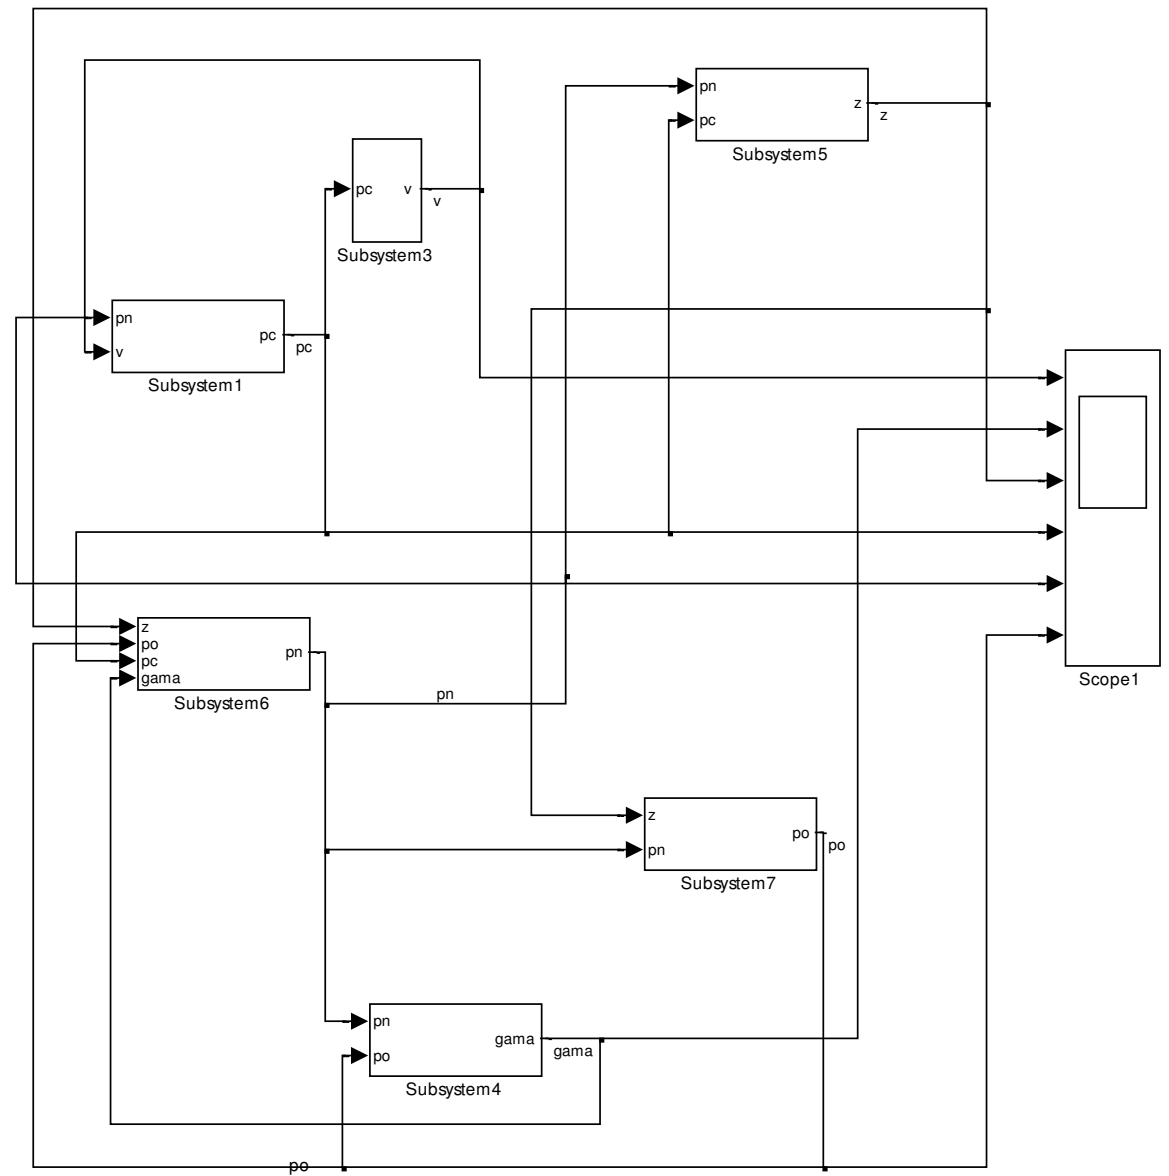 pn
z
z
pc
Subsystem5
pc
v
v
Subsystem3
pn
pc
pc
v
Subsystem1
z
po
pn
pc
gama
Subsystem6
pn
Scope1
z
po
po
pn
Subsystem7
pn
gama
gama
po
Subsystem4
po